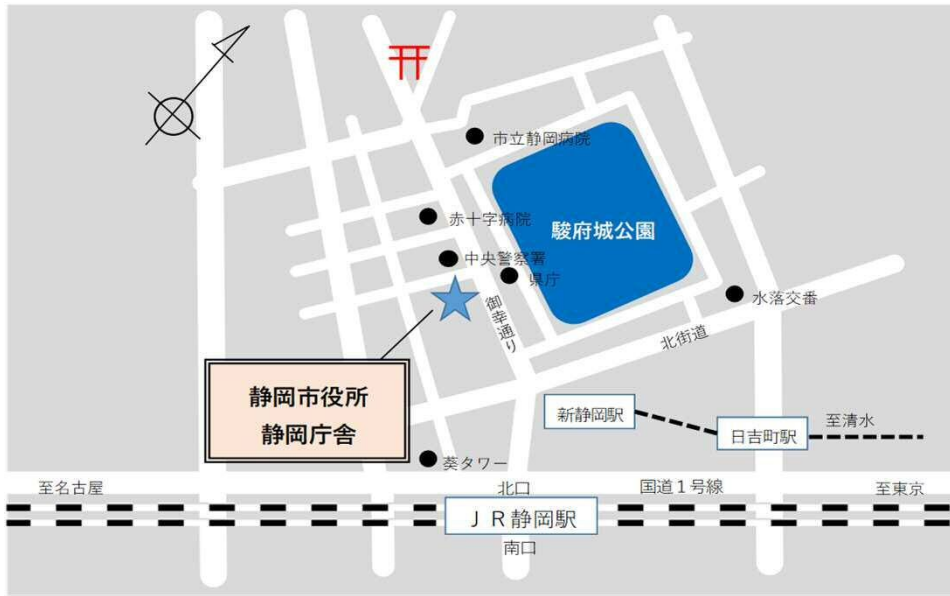 市立静岡病院
赤十字病院
駿府城公園
中央警察署
県庁
水落交番
御幸通り
北街道
静岡市役所
静岡庁舎
新静岡駅
日吉町駅
至清水
葵タワー
至名古屋
北口
国道1号線
至東京
JR静岡駅
南口